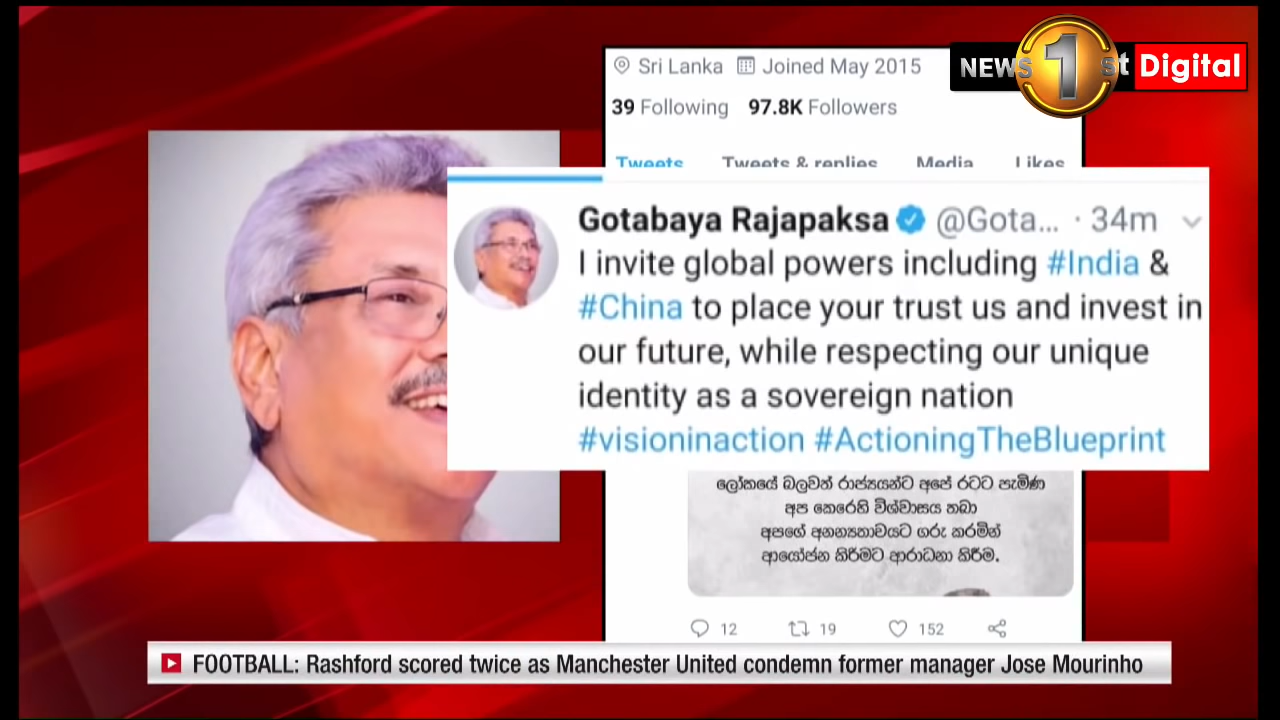 NEWS 1st Digital
Sri Lanka Joined May 2015
39 Following 97.8K Followers
Tweets Tweets & replies Media Likes
Gotabaya Rajapaksa @Gota... · 34m
I invite global powers including #India &
#China to place your trust us and invest in
our future, while respecting our unique
identity as a sovereign nation
#visioninaction #ActioningTheBlueprint
ලෝකයේ බලවත් රාජ්‍යයන්ට අපේ රටට පැමිණ
අප කෙරෙහි විශ්වාසය තබා
අපගේ අනන්‍යතාවයට ගරු කරමින්
ආයෝජන කිරීමට ආරාධනා කිරීම.
12 19 152
FOOTBALL: Rashford scored twice as Manchester United condemn former manager Jose Mourinho